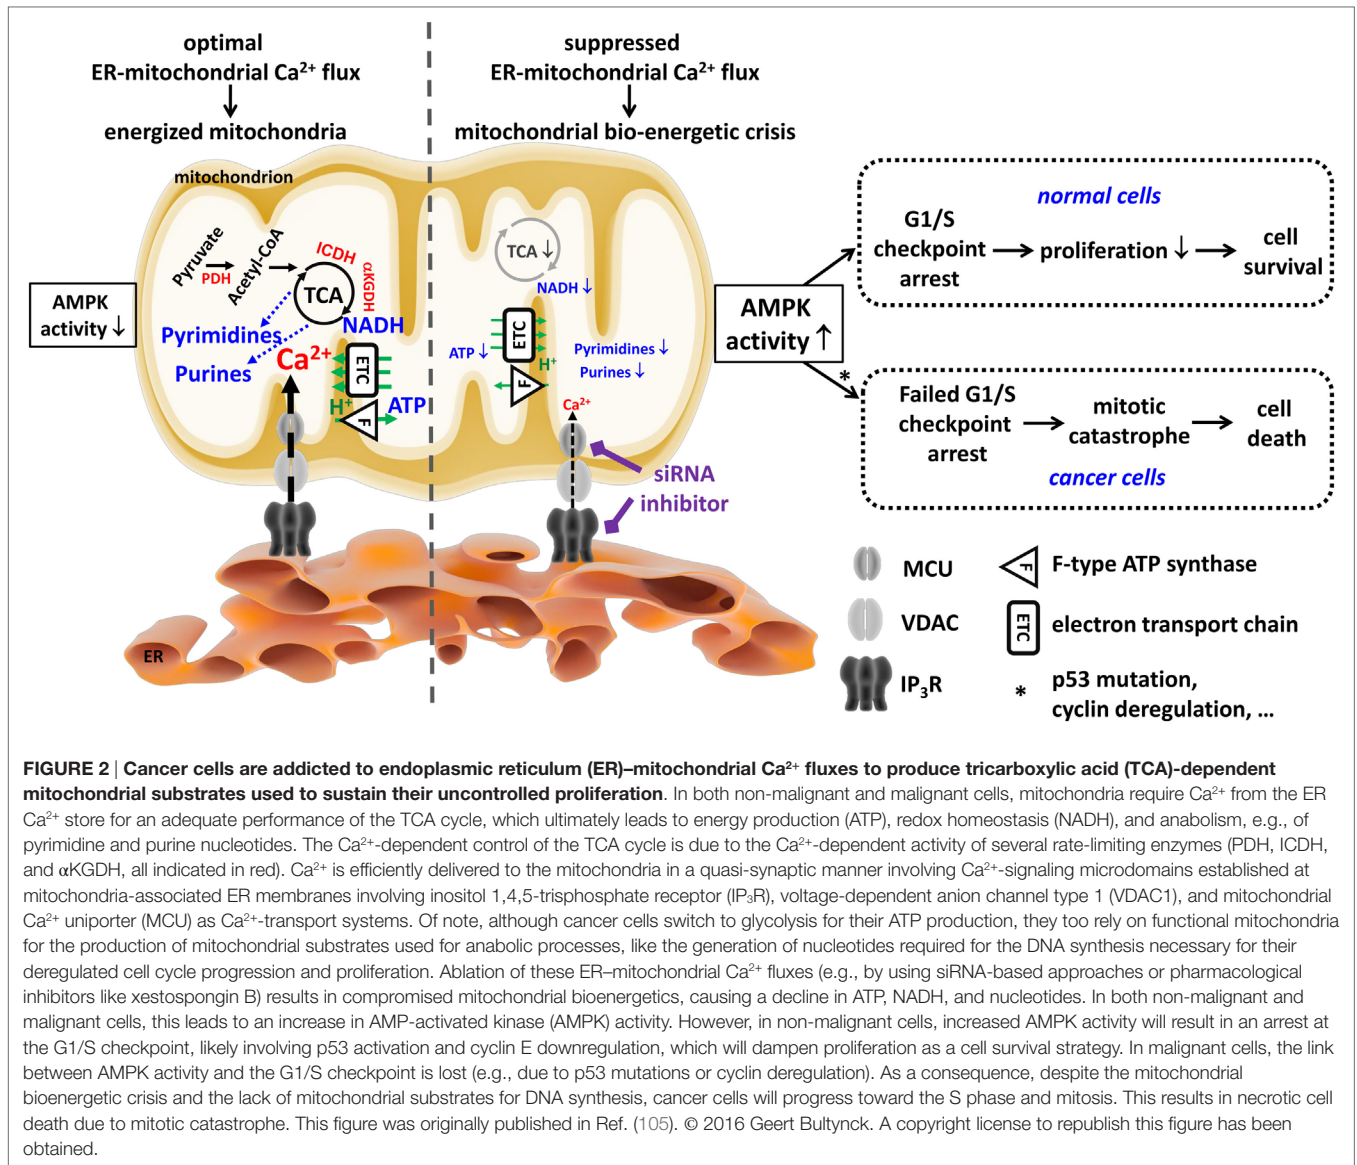 optimal
ER-mitochondrial Ca²⁺ flux
energized mitochondria
suppressed
ER-mitochondrial Ca²⁺ flux
mitochondrial bio-energetic crisis
mitochondrion
Pyruvate
PDH
Acetyl-CoA
ICDH
αKGDH
TCA
NADH
Pyrimidines
Purines
Ca²⁺
ETC
H⁺
F
ATP
AMPK
activity ↓
TCA ↓
NADH ↓
ETC
ATP ↓
H⁺
F
Pyrimidines ↓
Purines ↓
Ca²⁺
siRNA
inhibitor
ER
AMPK
activity ↑
*
normal cells
G1/S
checkpoint
arrest
proliferation ↓
cell
survival
Failed G1/S
checkpoint
arrest
mitotic
catastrophe
cell
death
cancer cells
MCU
F
F-type ATP synthase
VDAC
ETC
electron transport chain
IP₃R
*
p53 mutation,
cyclin deregulation, ...
FIGURE 2 | Cancer cells are addicted to endoplasmic reticulum (ER)–mitochondrial Ca²⁺ fluxes to produce tricarboxylic acid (TCA)-dependent
mitochondrial substrates used to sustain their uncontrolled proliferation. In both non-malignant and malignant cells, mitochondria require Ca²⁺ from the ER
Ca²⁺ store for an adequate performance of the TCA cycle, which ultimately leads to energy production (ATP), redox homeostasis (NADH), and anabolism, e.g., of
pyrimidine and purine nucleotides. The Ca²⁺-dependent control of the TCA cycle is due to the Ca²⁺-dependent activity of several rate-limiting enzymes (PDH, ICDH,
and αKGDH, all indicated in red). Ca²⁺ is efficiently delivered to the mitochondria in a quasi-synaptic manner involving Ca²⁺-signaling microdomains established at
mitochondria-associated ER membranes involving inositol 1,4,5-trisphosphate receptor (IP₃R), voltage-dependent anion channel type 1 (VDAC1), and mitochondrial
Ca²⁺ uniporter (MCU) as Ca²⁺-transport systems. Of note, although cancer cells switch to glycolysis for their ATP production, they too rely on functional mitochondria
for the production of mitochondrial substrates used for anabolic processes, like the generation of nucleotides required for the DNA synthesis necessary for their
deregulated cell cycle progression and proliferation. Ablation of these ER–mitochondrial Ca²⁺ fluxes (e.g., by using siRNA-based approaches or pharmacological
inhibitors like xestospongin B) results in compromised mitochondrial bioenergetics, causing a decline in ATP, NADH, and nucleotides. In both non-malignant and
malignant cells, this leads to an increase in AMP-activated kinase (AMPK) activity. However, in non-malignant cells, increased AMPK activity will result in an arrest at
the G1/S checkpoint, likely involving p53 activation and cyclin E downregulation, which will dampen proliferation as a cell survival strategy. In malignant cells, the link
between AMPK activity and the G1/S checkpoint is lost (e.g., due to p53 mutations or cyclin deregulation). As a consequence, despite the mitochondrial
bioenergetic crisis and the lack of mitochondrial substrates for DNA synthesis, cancer cells will progress toward the S phase and mitosis. This results in necrotic cell
death due to mitotic catastrophe. This figure was originally published in Ref. (105). © 2016 Geert Bultynck. A copyright license to republish this figure has been
obtained.